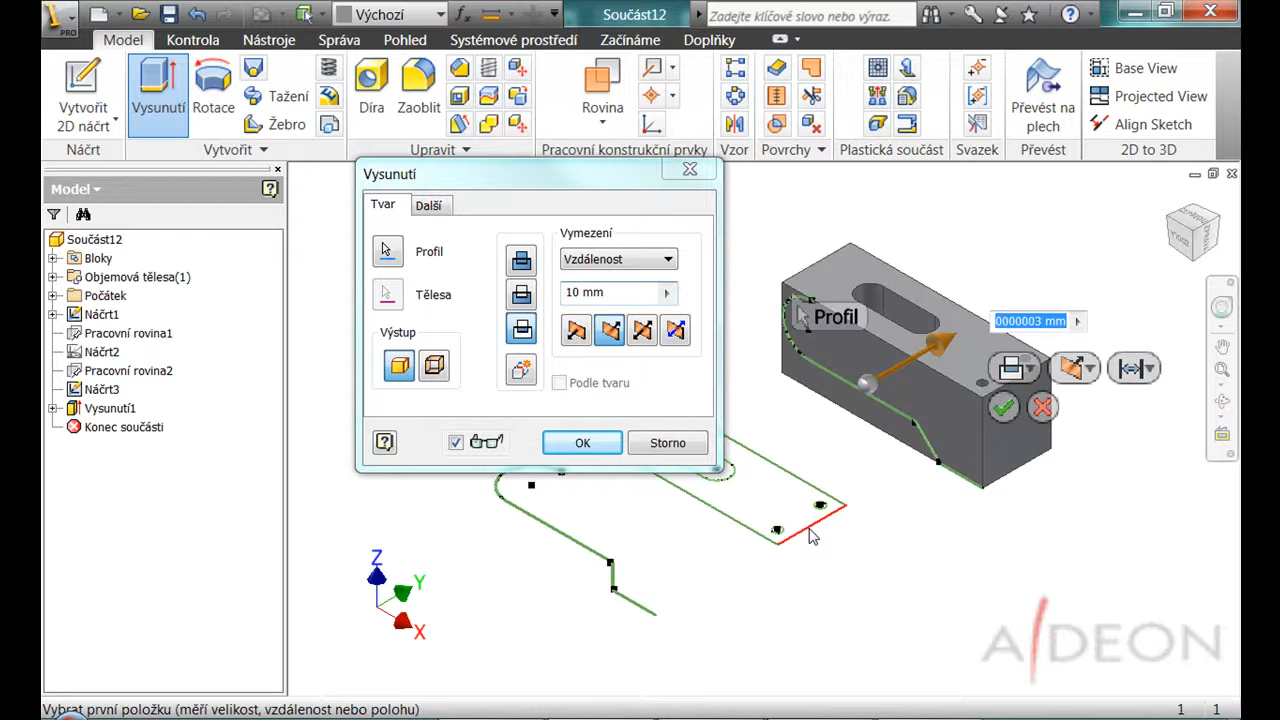 PRO
Výchozí
Součást12
Zadejte klíčové slovo nebo výraz.
Model
Kontrola
Nástroje
Správa
Pohled
Systémové prostředí
Začínáme
Doplňky
Vytvořit
2D náčrt
Vysunutí
Rotace
Tažení
Žebro
Díra
Zaoblit
Rovina
Převést na
plech
Base View
Projected View
Align Sketch
Náčrt
Vytvořit
Upravit
Pracovní konstrukční prvky
Vzor
Povrchy
Plastická součást
Svazek
Převést
2D to 3D
Model
Součást12
Bloky
Objemová tělesa(1)
Počátek
Náčrt1
Pracovní rovina1
Náčrt2
Pracovní rovina2
Náčrt3
Vysunutí1
Konec součásti
Vysunutí
Tvar
Další
Profil
Tělesa
Výstup
Vymezení
Vzdálenost
10 mm
Podle tvaru
OK
Storno
Profil
0000003 mm
Z
Y
X
A/DEON
Vybrat první položku (měří velikost, vzdálenost nebo polohu)
1
1